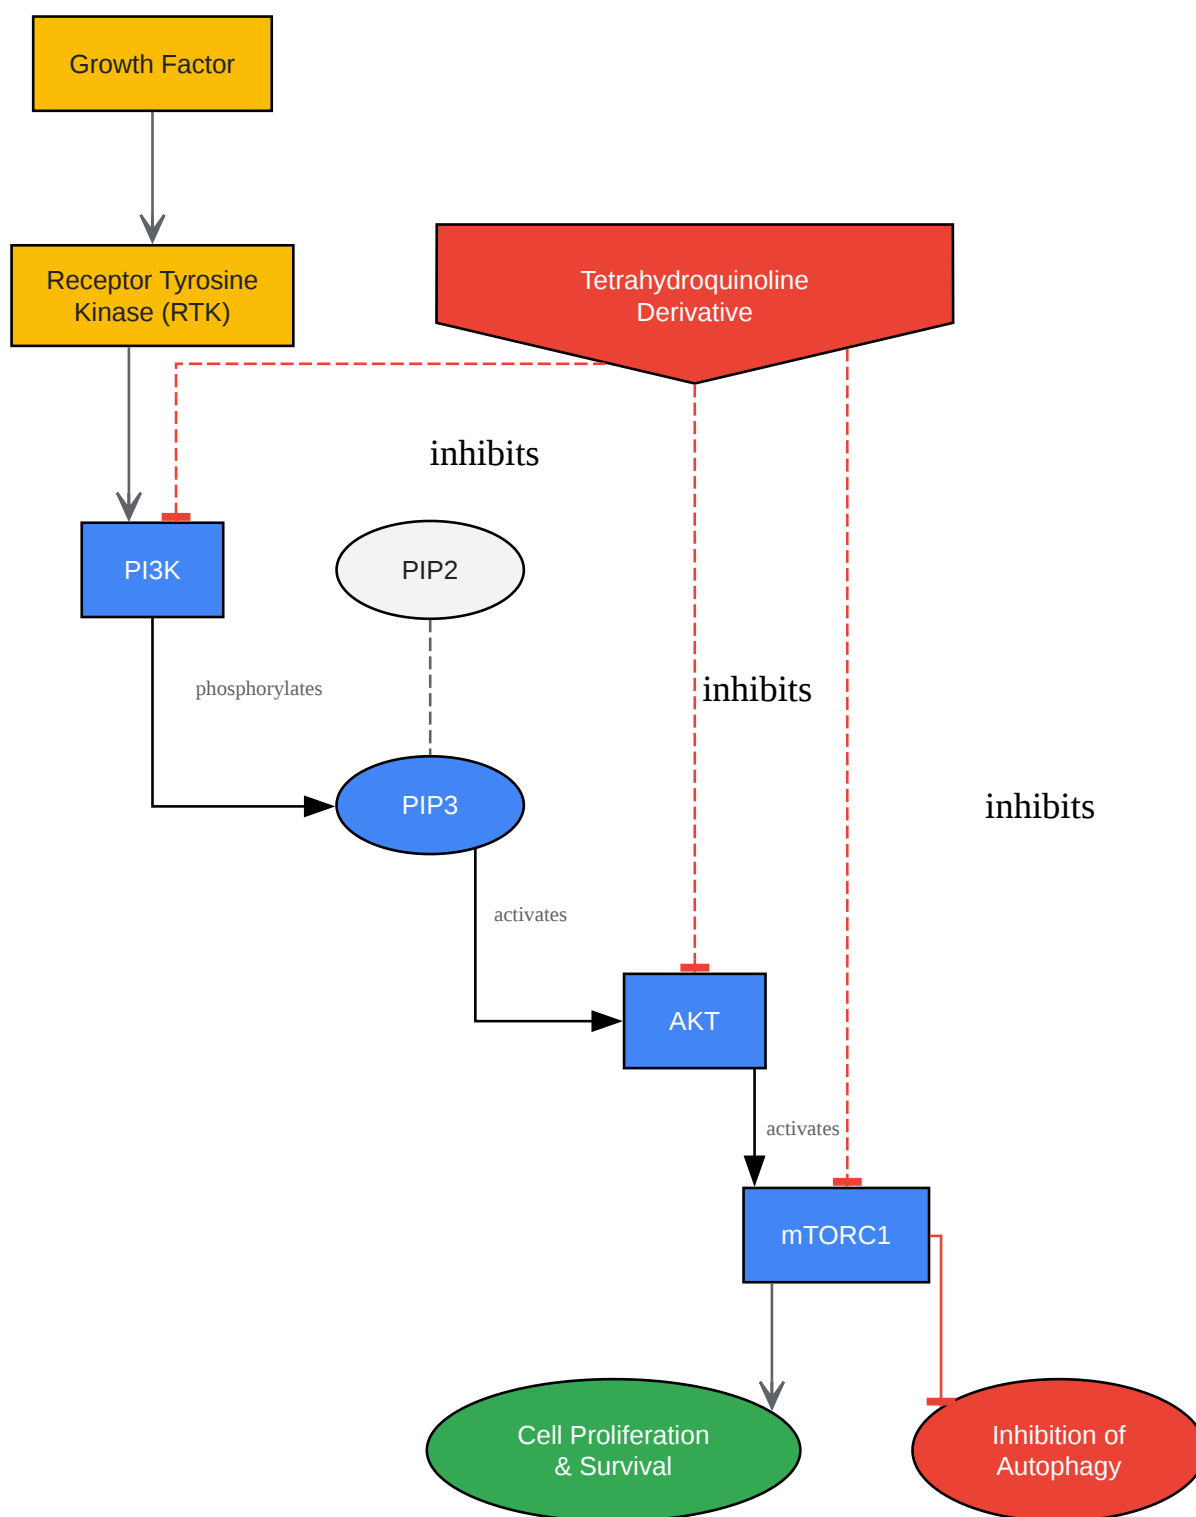 Growth Factor
Receptor Tyrosine
Kinase (RTK)
Tetrahydroquinoline
Derivative
inhibits
PI3K
PIP2
phosphorylates
inhibits
PIP3
inhibits
activates
AKT
activates
mTORC1
Cell Proliferation
& Survival
Inhibition of
Autophagy